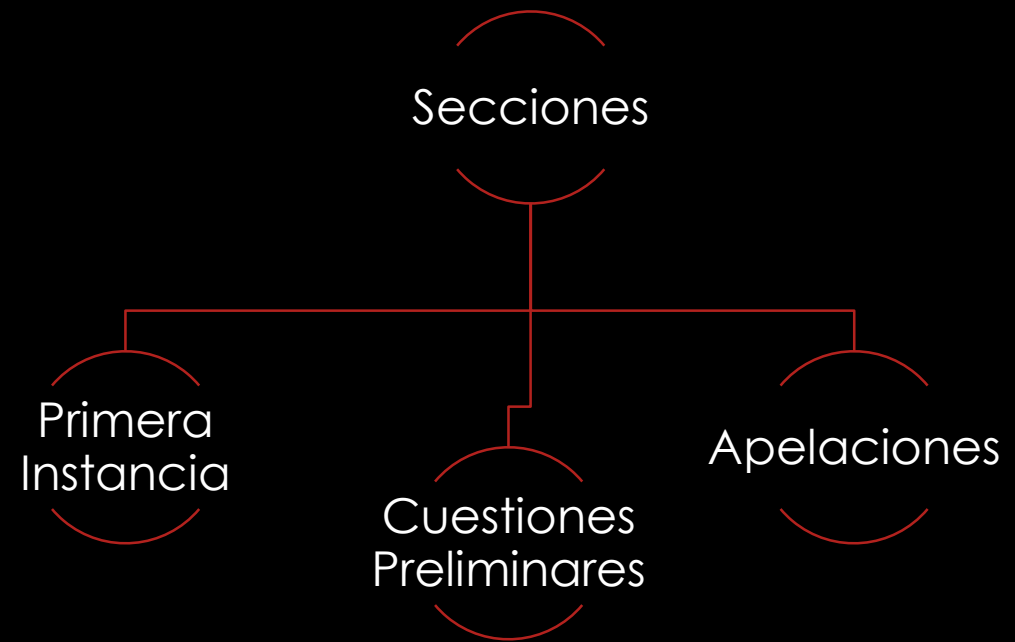 Secciones
Primera
Instancia
Cuestiones
Preliminares
Apelaciones